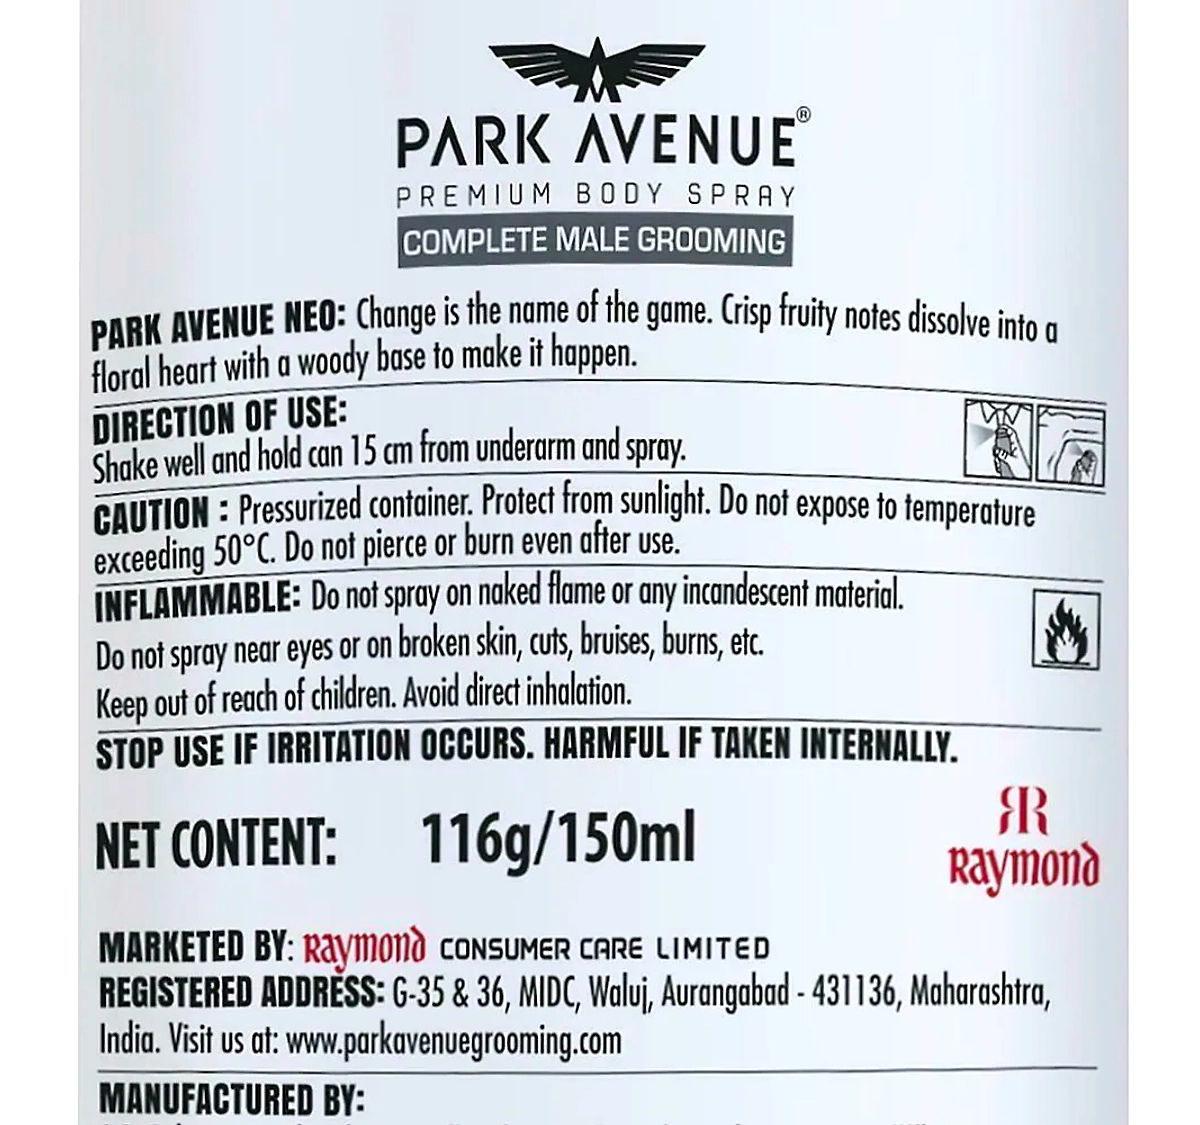 PARK AVENUE®
PREMIUM BODY SPRAY
COMPLETE MALE GROOMING
PARK AVENUE NEO: Change is the name of the game. Crisp fruity notes dissolve into a
floral heart with a woody base to make it happen.
DIRECTION OF USE:
Shake well and hold can 15 cm from underarm and spray.
CAUTION : Pressurized container. Protect from sunlight. Do not expose to temperature
exceeding 50°C. Do not pierce or burn even after use.
INFLAMMABLE: Do not spray on naked flame or any incandescent material.
Do not spray near eyes or on broken skin, cuts, bruises, burns, etc.
Keep out of reach of children. Avoid direct inhalation.
STOP USE IF IRRITATION OCCURS. HARMFUL IF TAKEN INTERNALLY.
NET CONTENT: 116g/150ml
Raymond
MARKETED BY: Raymond CONSUMER CARE LIMITED
REGISTERED ADDRESS: G-35 & 36, MIDC, Waluj, Aurangabad - 431136, Maharashtra,
India. Visit us at: www.parkavenuegrooming.com
MANUFACTURED BY: